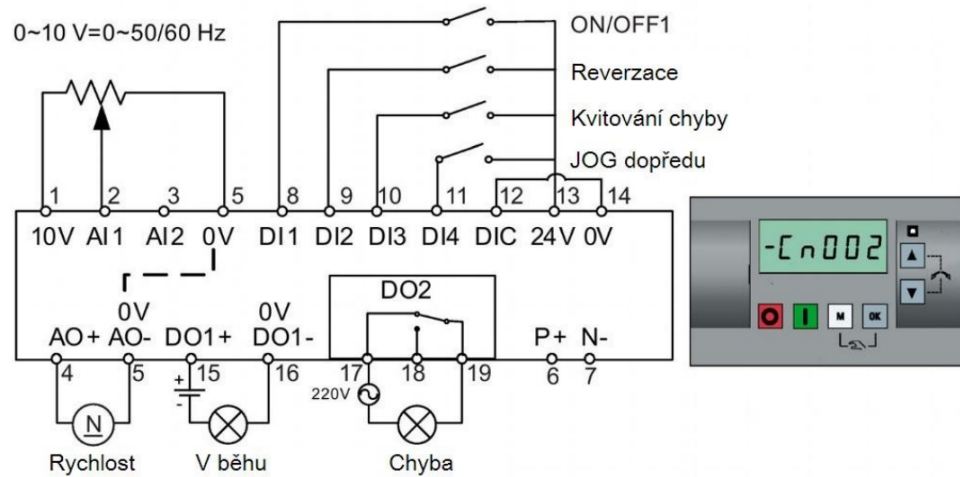 0~10 V=0~50/60 Hz
ON/OFF1
Reverzace
Kvitování chyby
JOG dopředu
1 2 3 5 8 9 10 11 12 13 14
10V AI1 AI2 0V DI1 DI2 DI3 DI4 DIC 24V 0V
-Cn002
M OK
DO2
0V 0V
AO+ AO- DO1+ DO1- P+ N-
4 5 15 16 17 18 19 6 7
+
-
220V
N
Rychlost V běhu Chyba